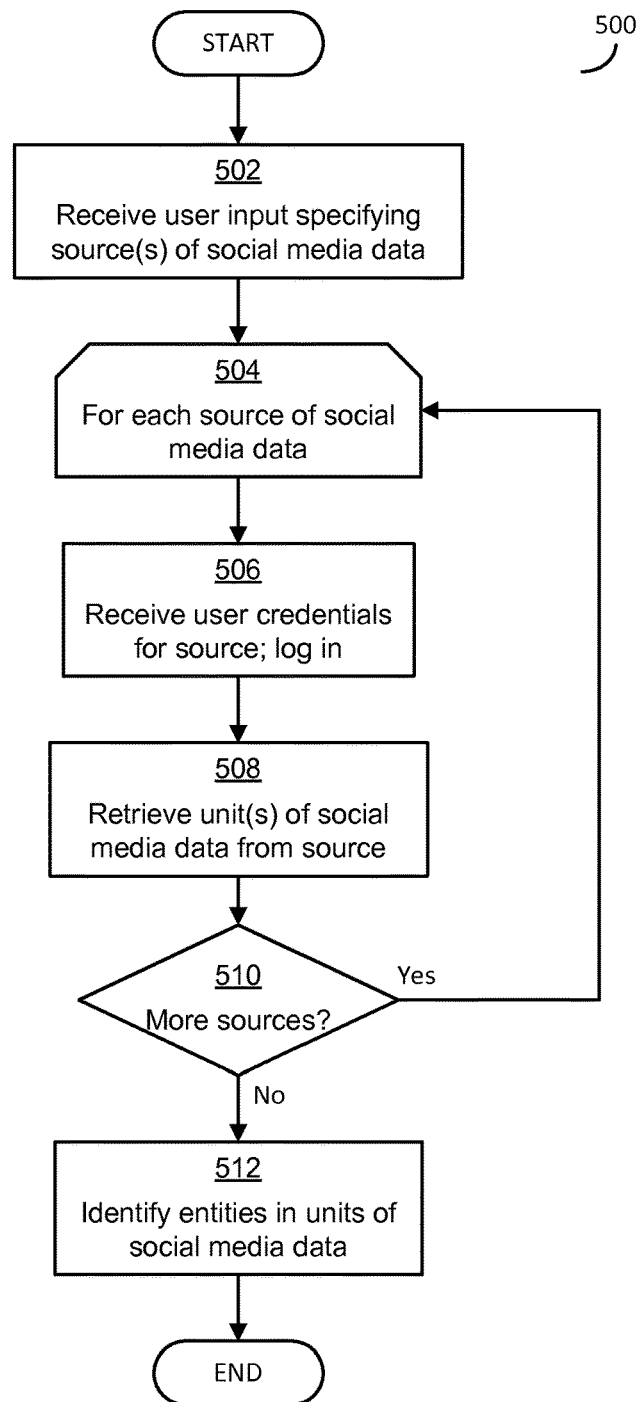 START
500
502
Receive user input specifying
source(s) of social media data
504
For each source of social
media data
506
Receive user credentials
for source; log in
508
Retrieve unit(s) of social
media data from source
510
More sources?
Yes
No
512
Identify entities in units of
social media data
END